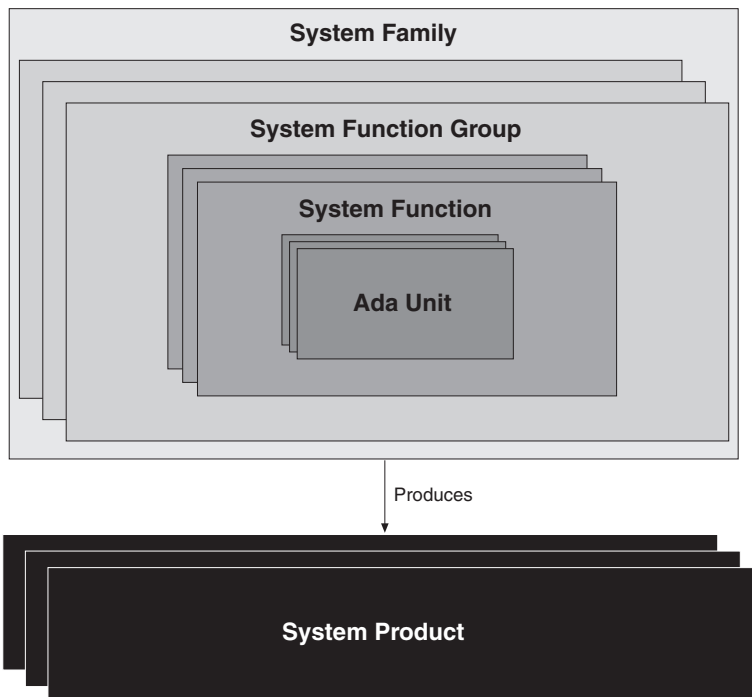 System Family
System Function Group
System Function
Ada Unit
Produces
System Product